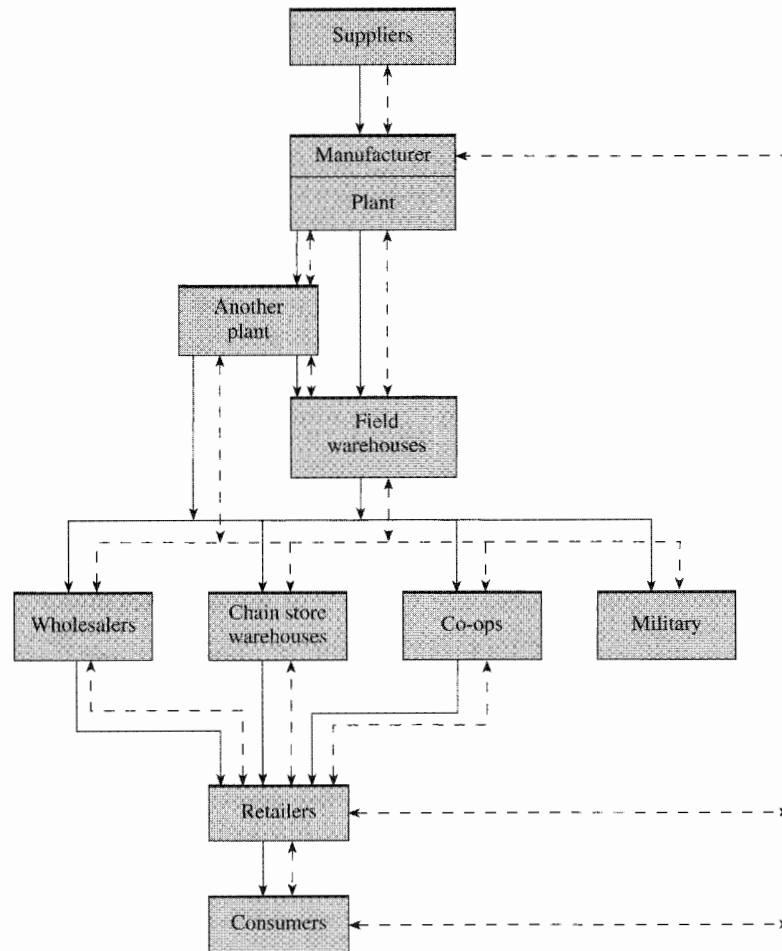 Suppliers
Manufacturer
Plant
Another
plant
Field
warehouses
Wholesalers
Chain store
warehouses
Co-ops
Military
Retailers
Consumers